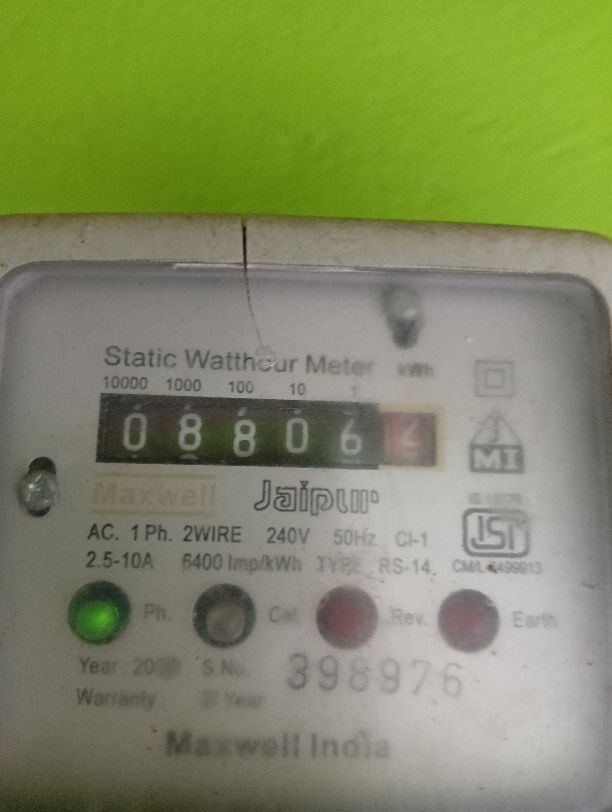 Static Watthour Meter kWh
10000 1000 100 10 1
0 8 8 0 6
MI
Maxwell Jaipur
ISI
AC. 1 Ph. 2WIRE 240V 50Hz Cl-1
2.5-10A 6400 Imp/kWh TYPE RS-14
CM/L
Ph. Cal. Rev. Earth
Year S.No. 398976
Warranty Year
Maxwell India